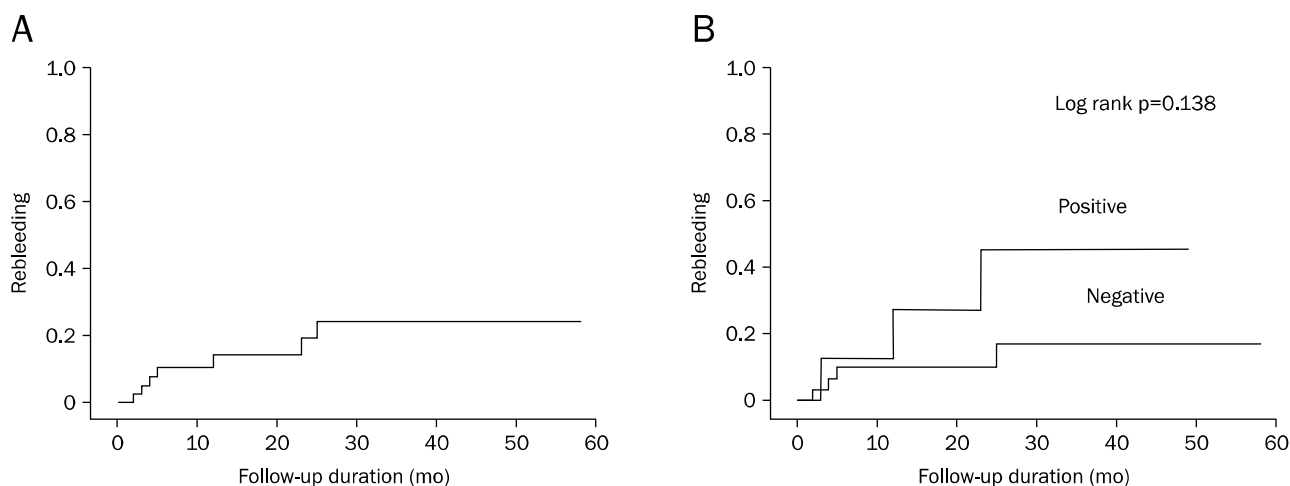 A
1.0
0.8
0.6
0.4
0.2
0
Rebleeding
0 10 20 30 40 50 60
Follow-up duration (mo)
B
1.0
0.8
0.6
0.4
0.2
0
Rebleeding
Log rank p=0.138
Positive
Negative
0 10 20 30 40 50 60
Follow-up duration (mo)